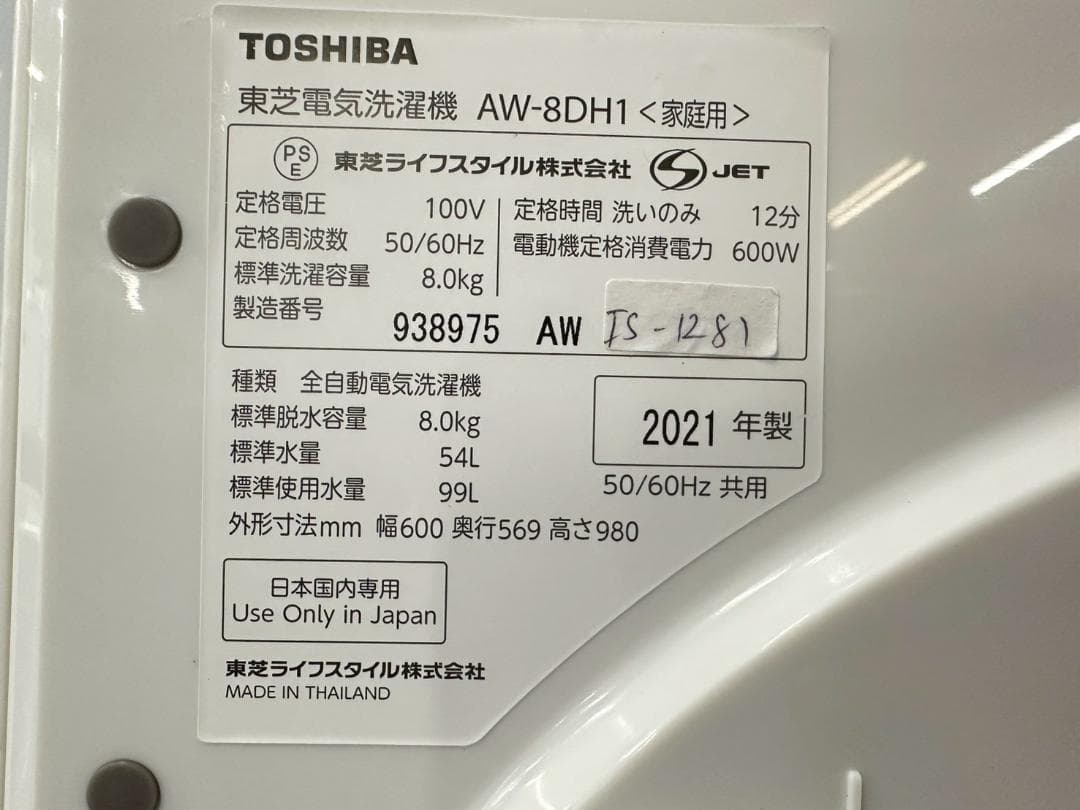 TOSHIBA
東芝電気洗濯機 AW-8DH1 <家庭用>
PS
E
東芝ライフスタイル株式会社 JET
定格電圧 100V
定格周波数 50/60Hz
標準洗濯容量 8.0kg
定格時間 洗いのみ 12分
電動機定格消費電力 600W
製造番号
938975 AW IS-1281
種類 全自動電気洗濯機
標準脱水容量 8.0kg
標準水量 54L
標準使用水量 99L
外形寸法mm 幅600 奥行569 高さ980
2021 年製
50/60Hz 共用
日本国内専用
Use Only in Japan
東芝ライフスタイル株式会社
MADE IN THAILAND